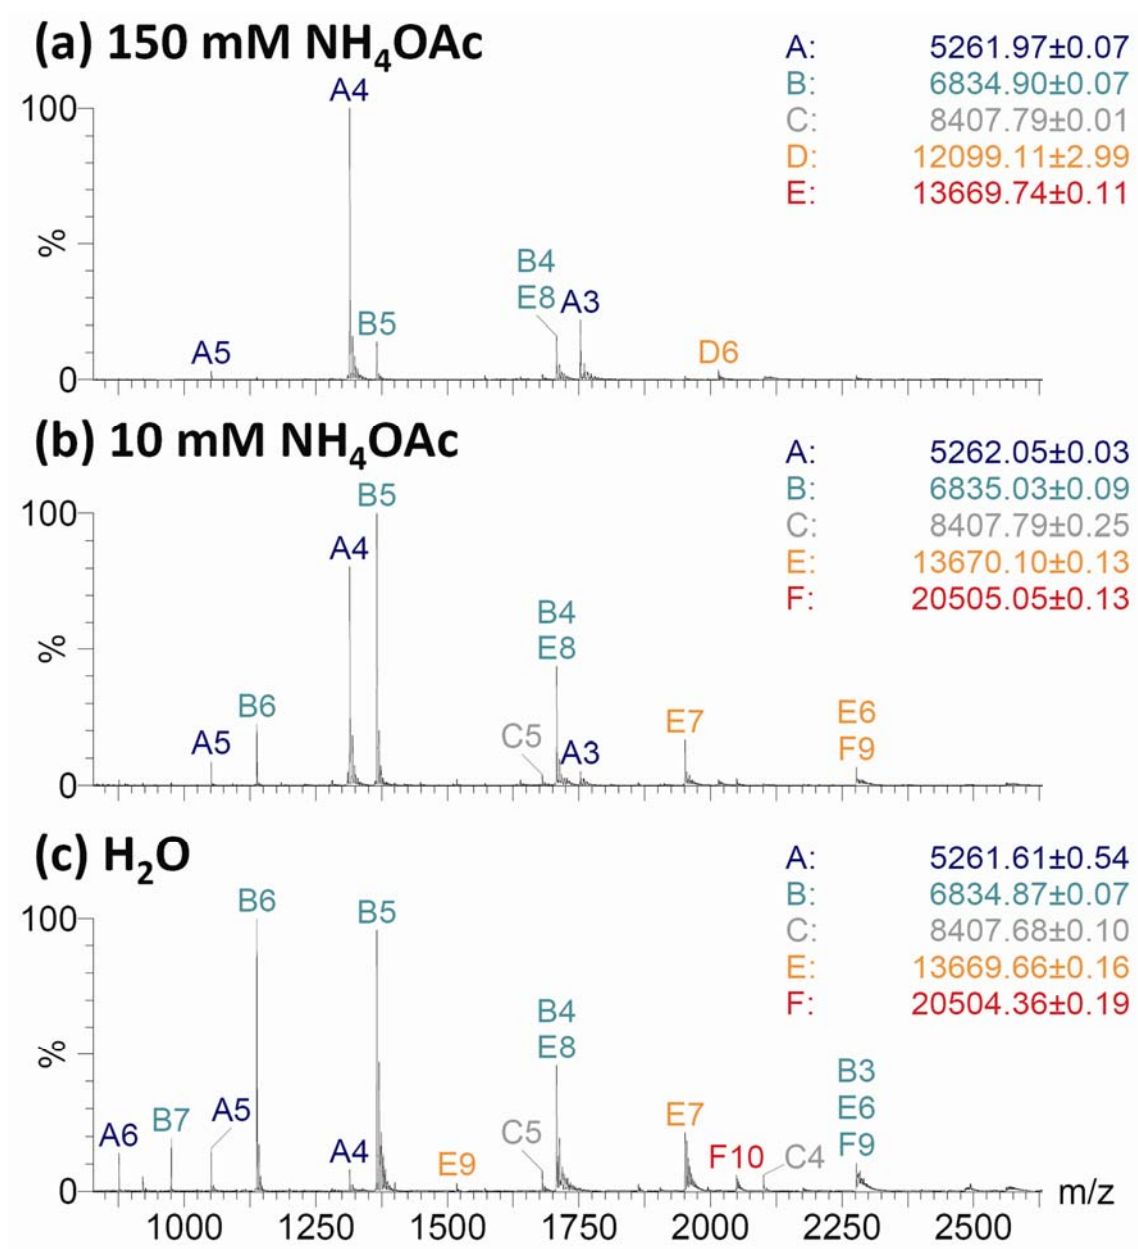 (a) 150 mM NH₄OAc
A: 5261.97±0.07
B: 6834.90±0.07
C: 8407.79±0.01
D: 12099.11±2.99
E: 13669.74±0.11
A4
100
%
0
A5
B5
B4
E8
A3
D6
(b) 10 mM NH₄OAc
A: 5262.05±0.03
B: 6835.03±0.09
C: 8407.79±0.25
E: 13670.10±0.13
F: 20505.05±0.13
B5
100
A4
%
0
A5
B6
B4
E8
C5
A3
E7
E6
F9
(c) H₂O
A: 5261.61±0.54
B: 6834.87±0.07
C: 8407.68±0.10
E: 13669.66±0.16
F: 20504.36±0.19
B6
B5
100
%
0
A6
B7
A5
A4
E9
B4
E8
C5
E7
F10
C4
B3
E6
F9
m/z
1000 1250 1500 1750 2000 2250 2500